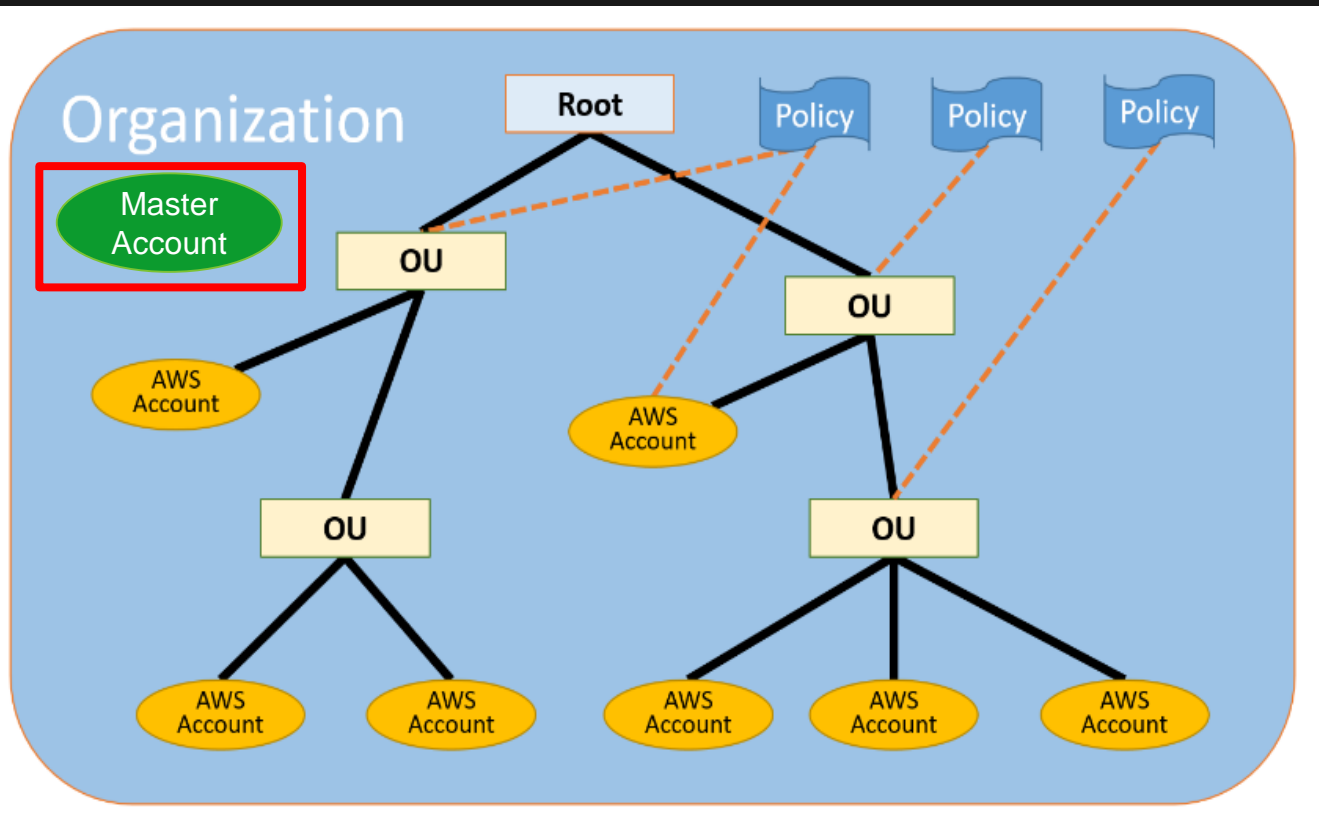 Organization
Root
Policy
Policy
Policy
Master
Account
OU
OU
AWS
Account
AWS
Account
OU
OU
AWS
Account
AWS
Account
AWS
Account
AWS
Account
AWS
Account